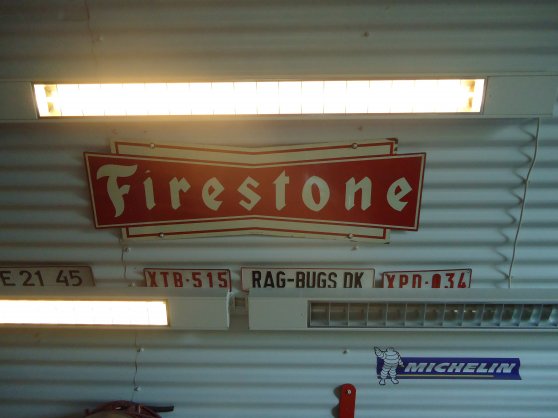 Firestone
E 21 45
XTB·515
RAG-BUGS DK
MICHELIN